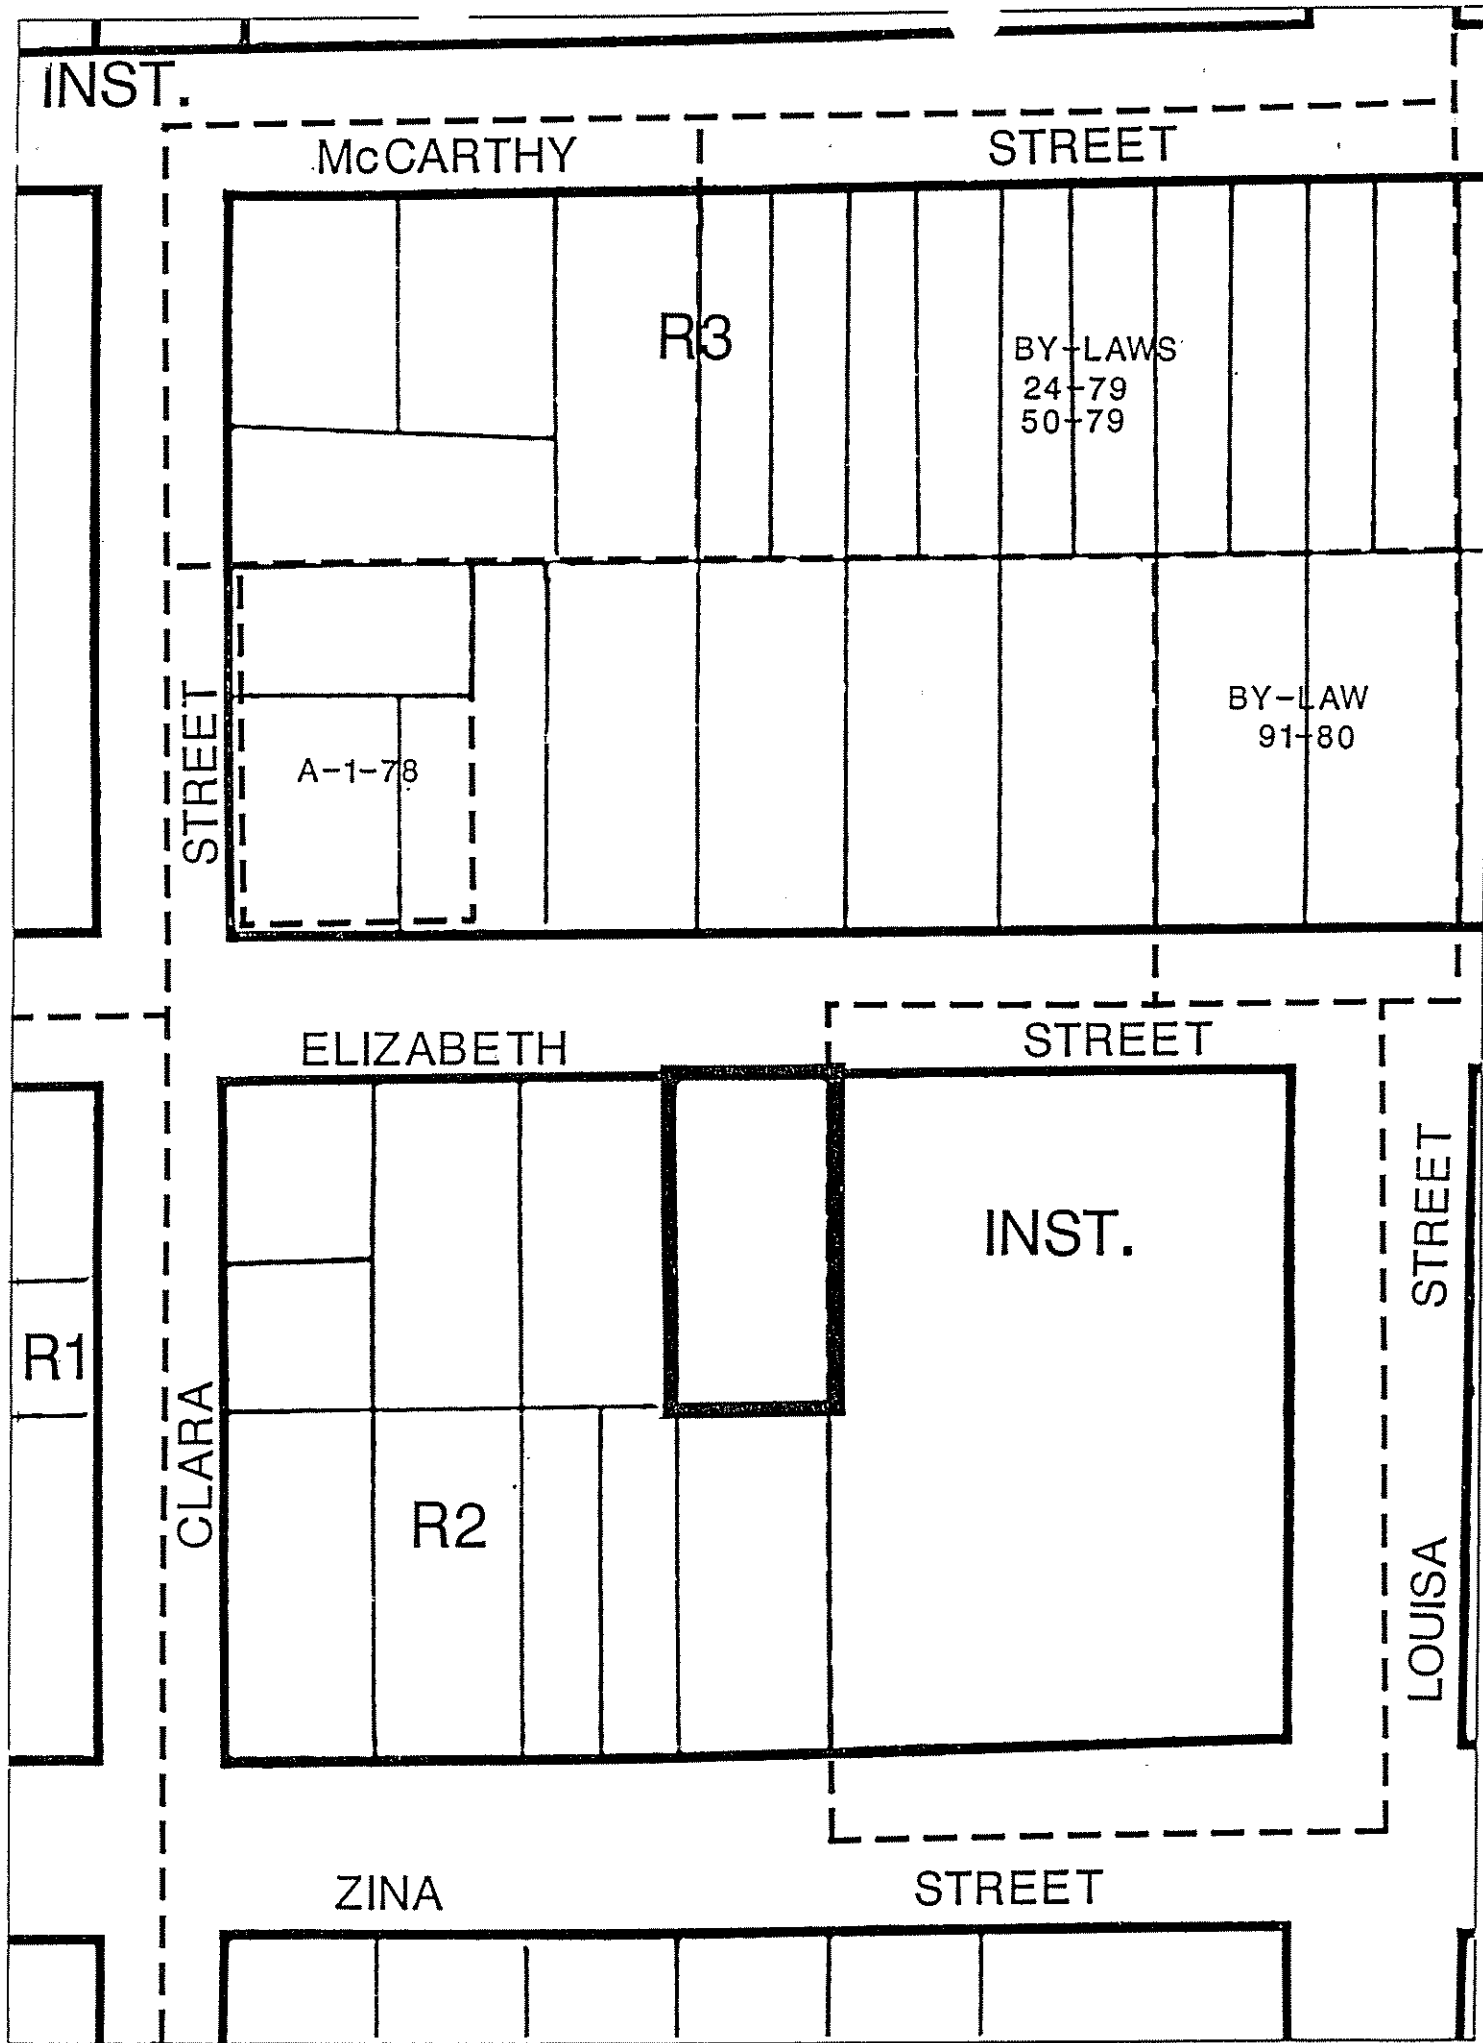 INST.
McCARTHY STREET
R3
BY-LAWS
24-79
50-79
STREET
A-1-78
BY-LAW
91-80
ELIZABETH STREET
INST.
STREET
R1
CLARA
R2
LOUISA
ZINA STREET